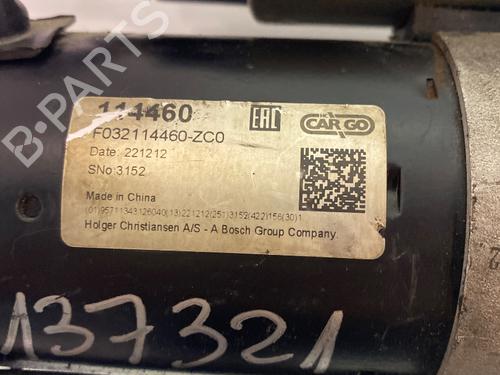 B-PARTS
114460
EAC
CARGO
F032114460-ZC0
Date: 221212
SNo:3152
Made in China
(01)95711343126040(13)221212(251)3152(422)156(30)1
Holger Christiansen A/S - A Bosch Group Company.
137321